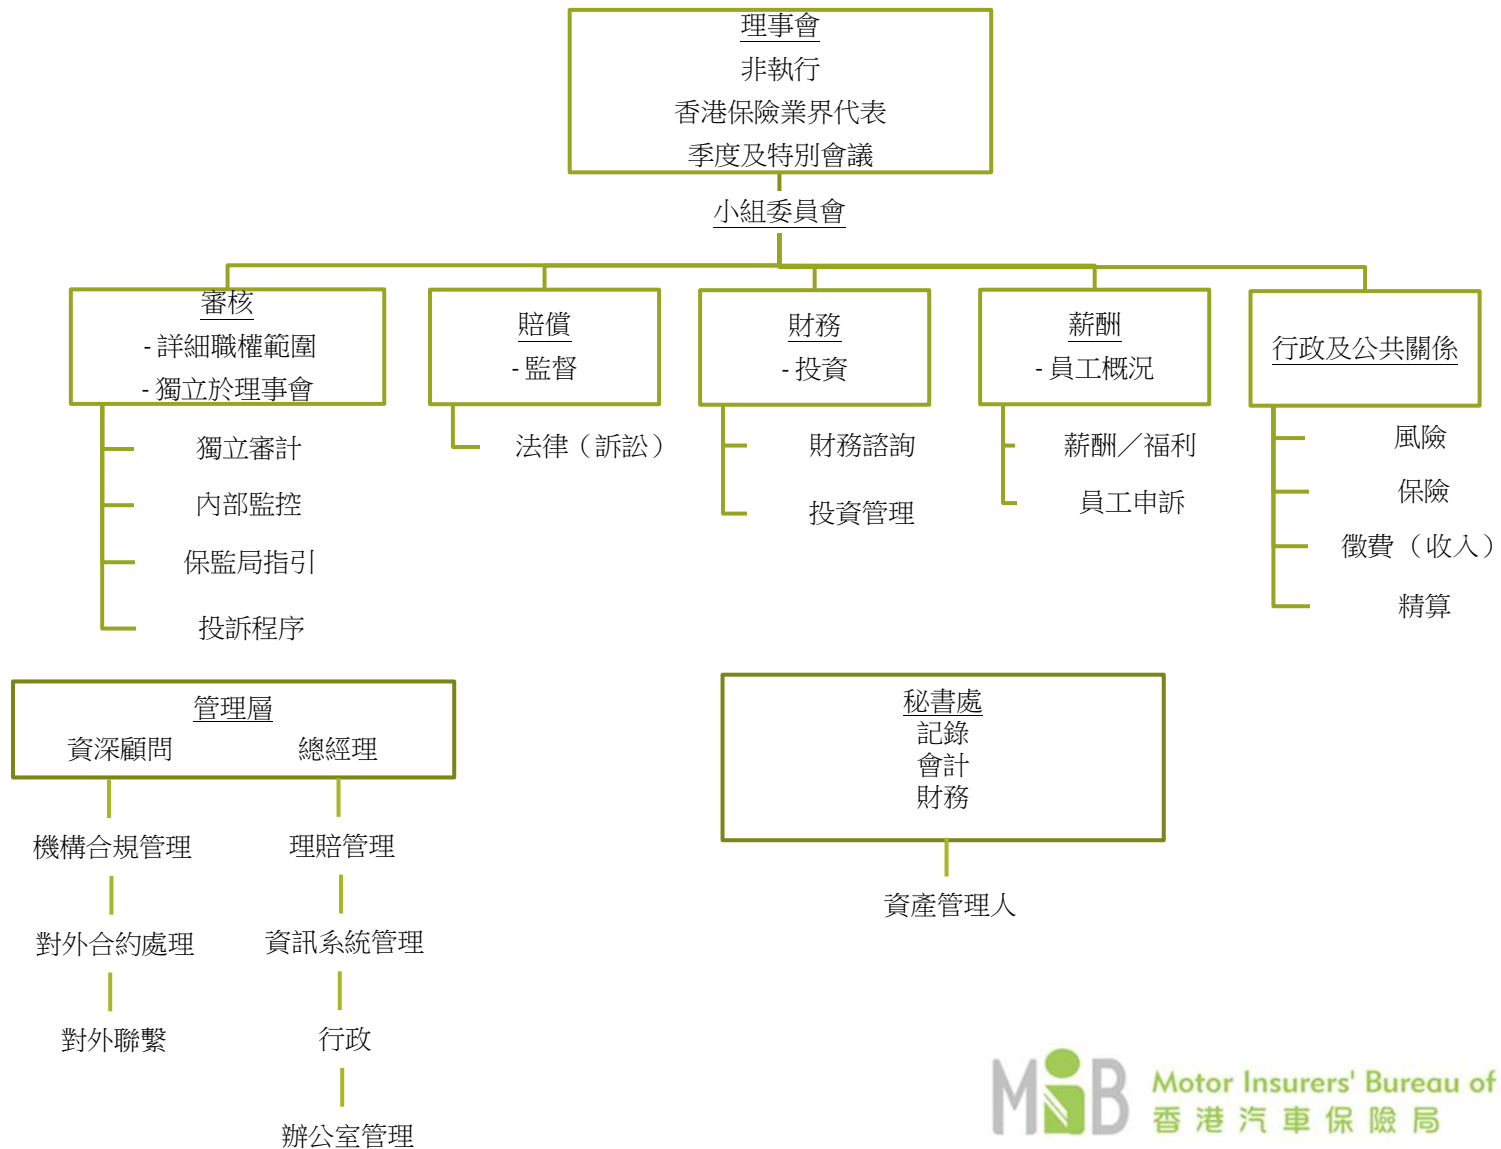 理事會
非執行
香港保險業界代表
季度及特別會議
小組委員會
審核
- 詳細職權範圍
- 獨立於理事會
獨立審計
內部監控
保監局指引
投訴程序
賠償
- 監督
法律（訴訟）
財務
- 投資
財務諮詢
投資管理
薪酬
- 員工概況
薪酬／福利
員工申訴
行政及公共關係
風險
保險
徵費（收入）
精算
管理層
資深顧問
機構合規管理
對外合約處理
對外聯繫
總經理
理賠管理
資訊系統管理
行政
辦公室管理
秘書處
記錄
會計
財務
資產管理人
MiB
Motor Insurers' Bureau of
香港汽車保險局